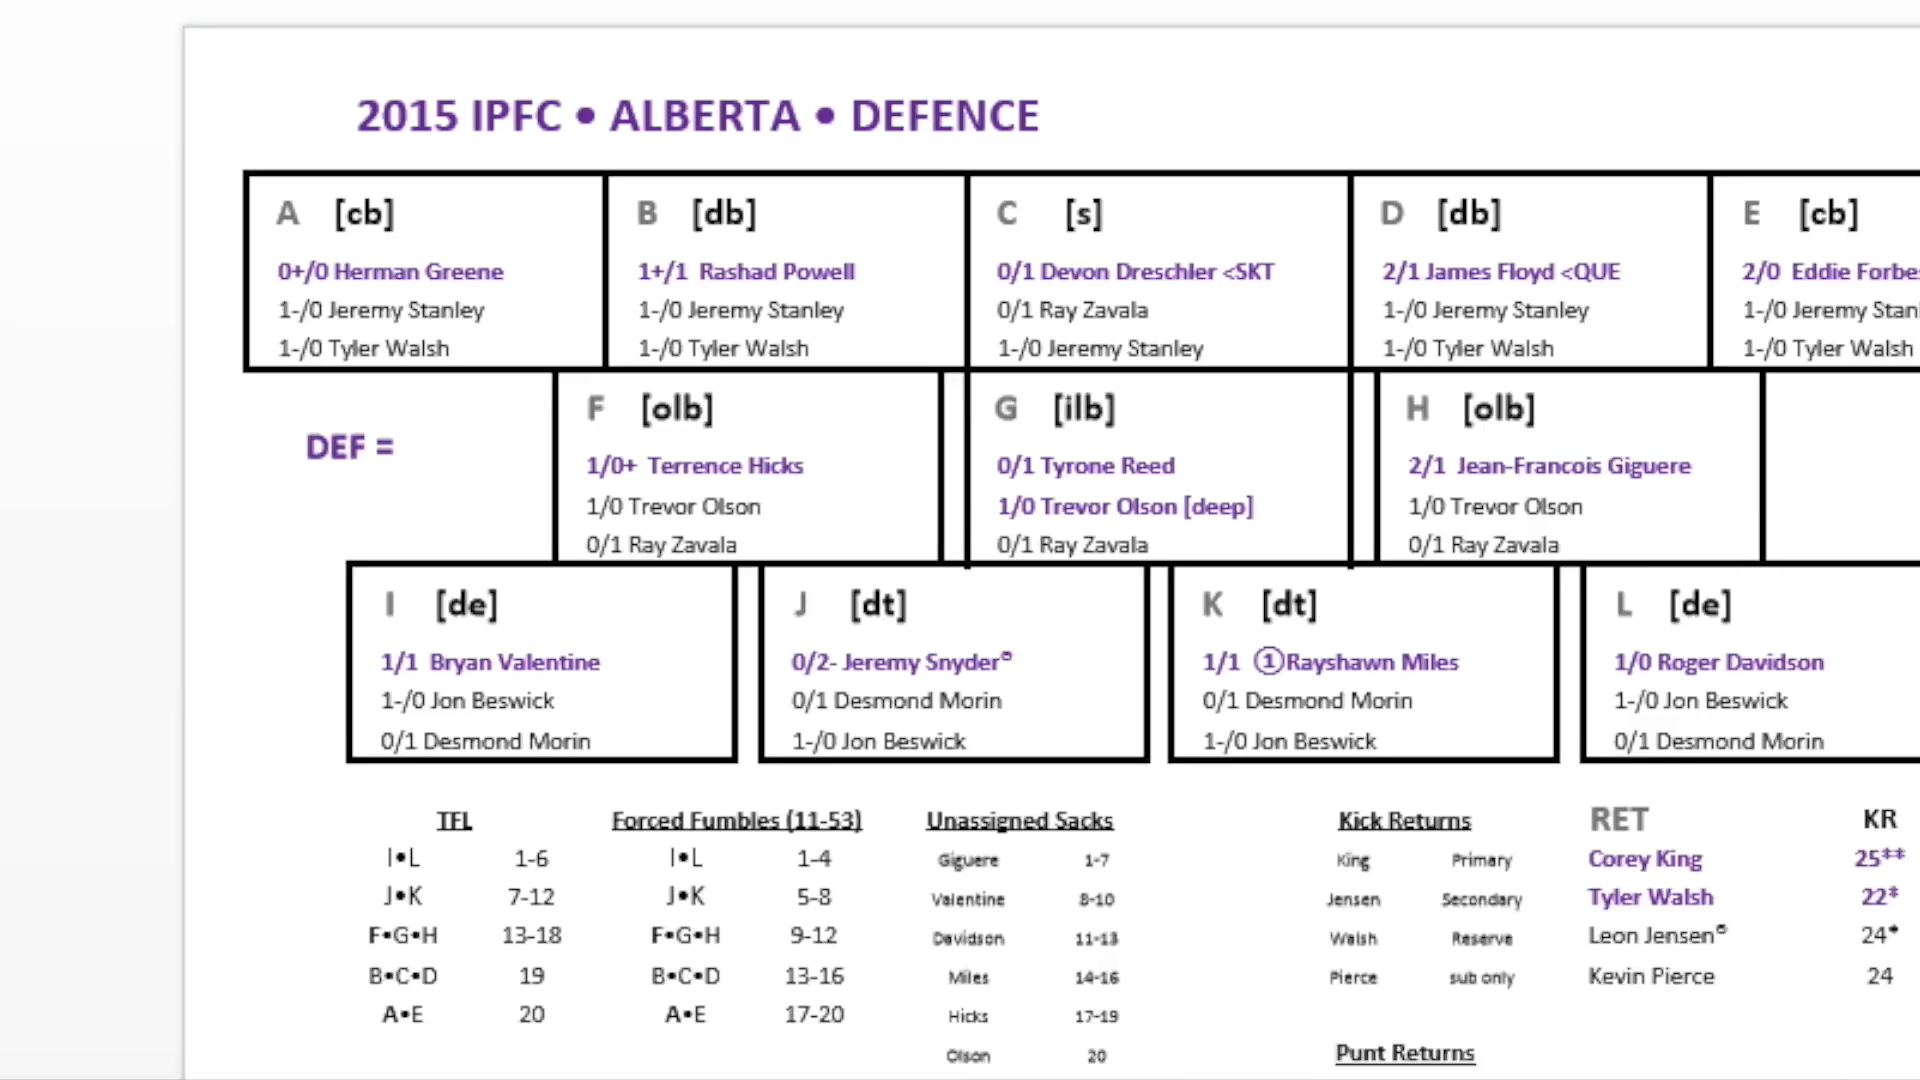 2015 IPFC • ALBERTA • DEFENCE
A [cb] B [db] C [s] D [db] E [cb]
0+/0 Herman Greene 1+/1 Rashad Powell 0/1 Devon Dreschler <SKT 2/1 James Floyd <QUE 2/0 Eddie Forbes
1-/0 Jeremy Stanley 1-/0 Jeremy Stanley 0/1 Ray Zavala 1-/0 Jeremy Stanley 1-/0 Jeremy Stanl
1-/0 Tyler Walsh 1-/0 Tyler Walsh 1-/0 Jeremy Stanley 1-/0 Tyler Walsh 1-/0 Tyler Walsh
F [olb] G [ilb] H [olb]
DEF =
1/0+ Terrence Hicks 0/1 Tyrone Reed 2/1 Jean-Francois Giguere
1/0 Trevor Olson 1/0 Trevor Olson [deep] 1/0 Trevor Olson
0/1 Ray Zavala 0/1 Ray Zavala 0/1 Ray Zavala
I [de] J [dt] K [dt] L [de]
1/1 Bryan Valentine 0/2- Jeremy Snyder 1/1 ①Rayshawn Miles 1/0 Roger Davidson
1-/0 Jon Beswick 0/1 Desmond Morin 0/1 Desmond Morin 1-/0 Jon Beswick
0/1 Desmond Morin 1-/0 Jon Beswick 1-/0 Jon Beswick 0/1 Desmond Morin
TFL Forced Fumbles (11-53) Unassigned Sacks Kick Returns RET KR
I•L 1-6 I•L 1-4 Giguere 1-7 King Primary Corey King 25**
J•K 7-12 J•K 5-8 Valentine 8-10 Jensen Secondary Tyler Walsh 22*
F•G•H 13-18 F•G•H 9-12 Davidson 11-13 Walsh Reserve Leon Jensen 24*
B•C•D 19 B•C•D 13-16 Miles 14-16 Pierce sub only Kevin Pierce 24
A•E 20 A•E 17-20 Hicks 17-19
Olson 20 Punt Returns